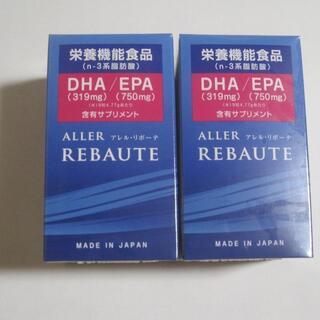 栄養機能食品
(n-3系脂肪酸)
DHA/EPA
(319mg) (750mg)
含有サプリメント
ALLER アレル・リボーテ
REBAUTE
MADE IN JAPAN
栄養機能食品
(n-3系脂肪酸)
DHA/EPA
(319mg) (750mg)
含有サプリメント
ALLER アレル・リボーテ
REBAUTE
MADE IN JAPAN